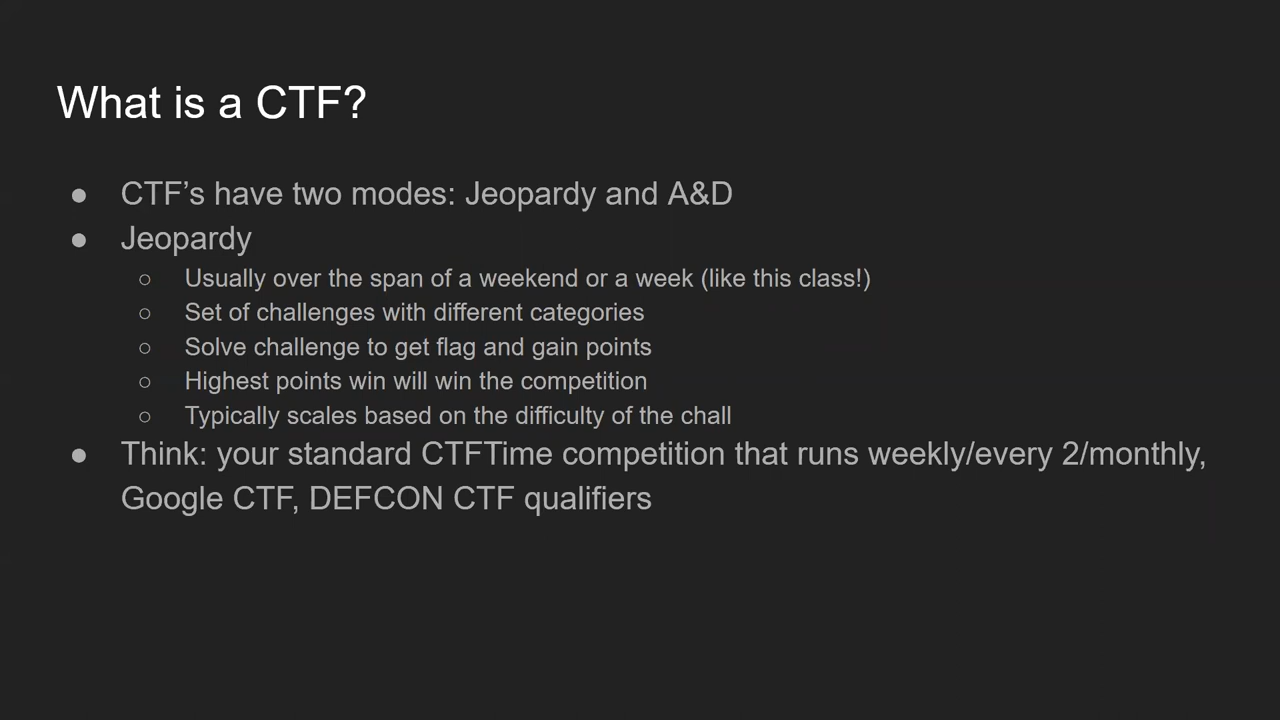 What is a CTF?
● CTF’s have two modes: Jeopardy and A&D
● Jeopardy
○ Usually over the span of a weekend or a week (like this class!)
○ Set of challenges with different categories
○ Solve challenge to get flag and gain points
○ Highest points win will win the competition
○ Typically scales based on the difficulty of the chall
● Think: your standard CTFTime competition that runs weekly/every 2/monthly,
Google CTF, DEFCON CTF qualifiers